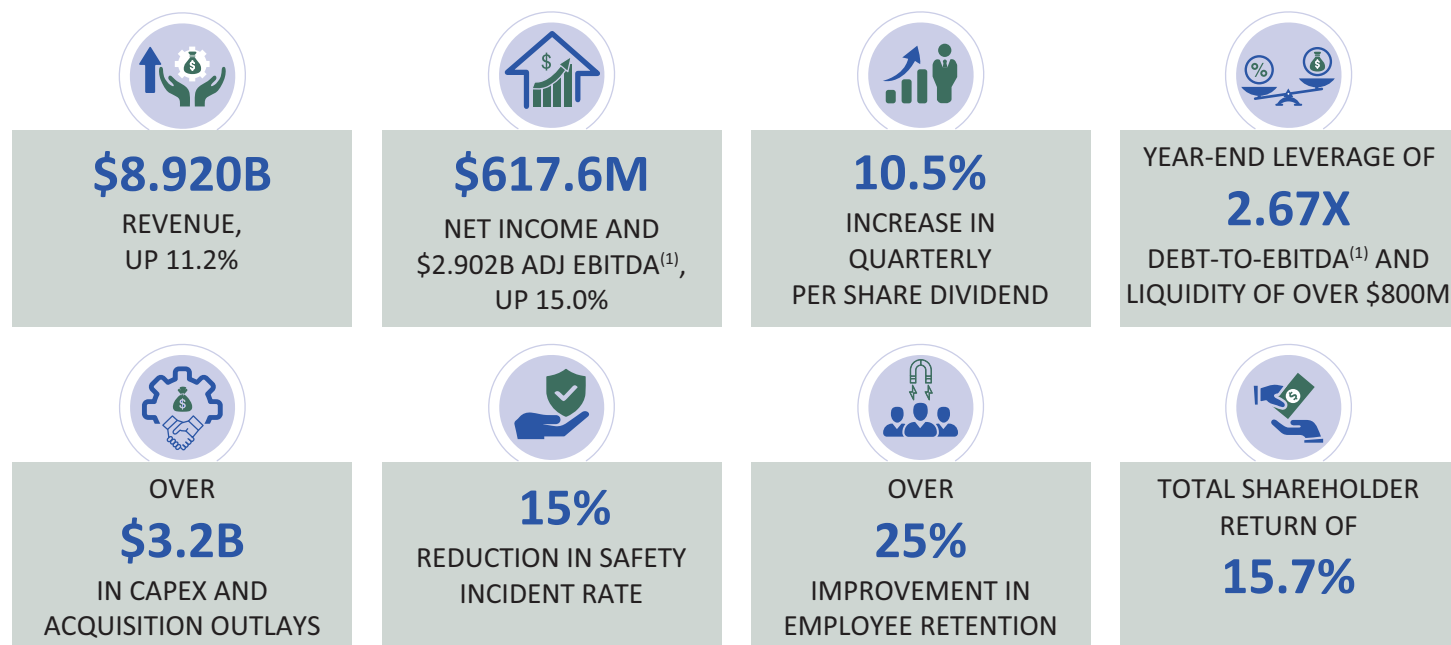 $8.920B
REVENUE,
UP 11.2%
$617.6M
NET INCOME AND
$2.902B ADJ EBITDA(1),
UP 15.0%
10.5%
INCREASE IN
QUARTERLY
PER SHARE DIVIDEND
YEAR-END LEVERAGE OF
2.67X
DEBT-TO-EBITDA(1) AND
LIQUIDITY OF OVER $800M
OVER
$3.2B
IN CAPEX AND
ACQUISITION OUTLAYS
15%
REDUCTION IN SAFETY
INCIDENT RATE
OVER
25%
IMPROVEMENT IN
EMPLOYEE RETENTION
TOTAL SHAREHOLDER
RETURN OF
15.7%